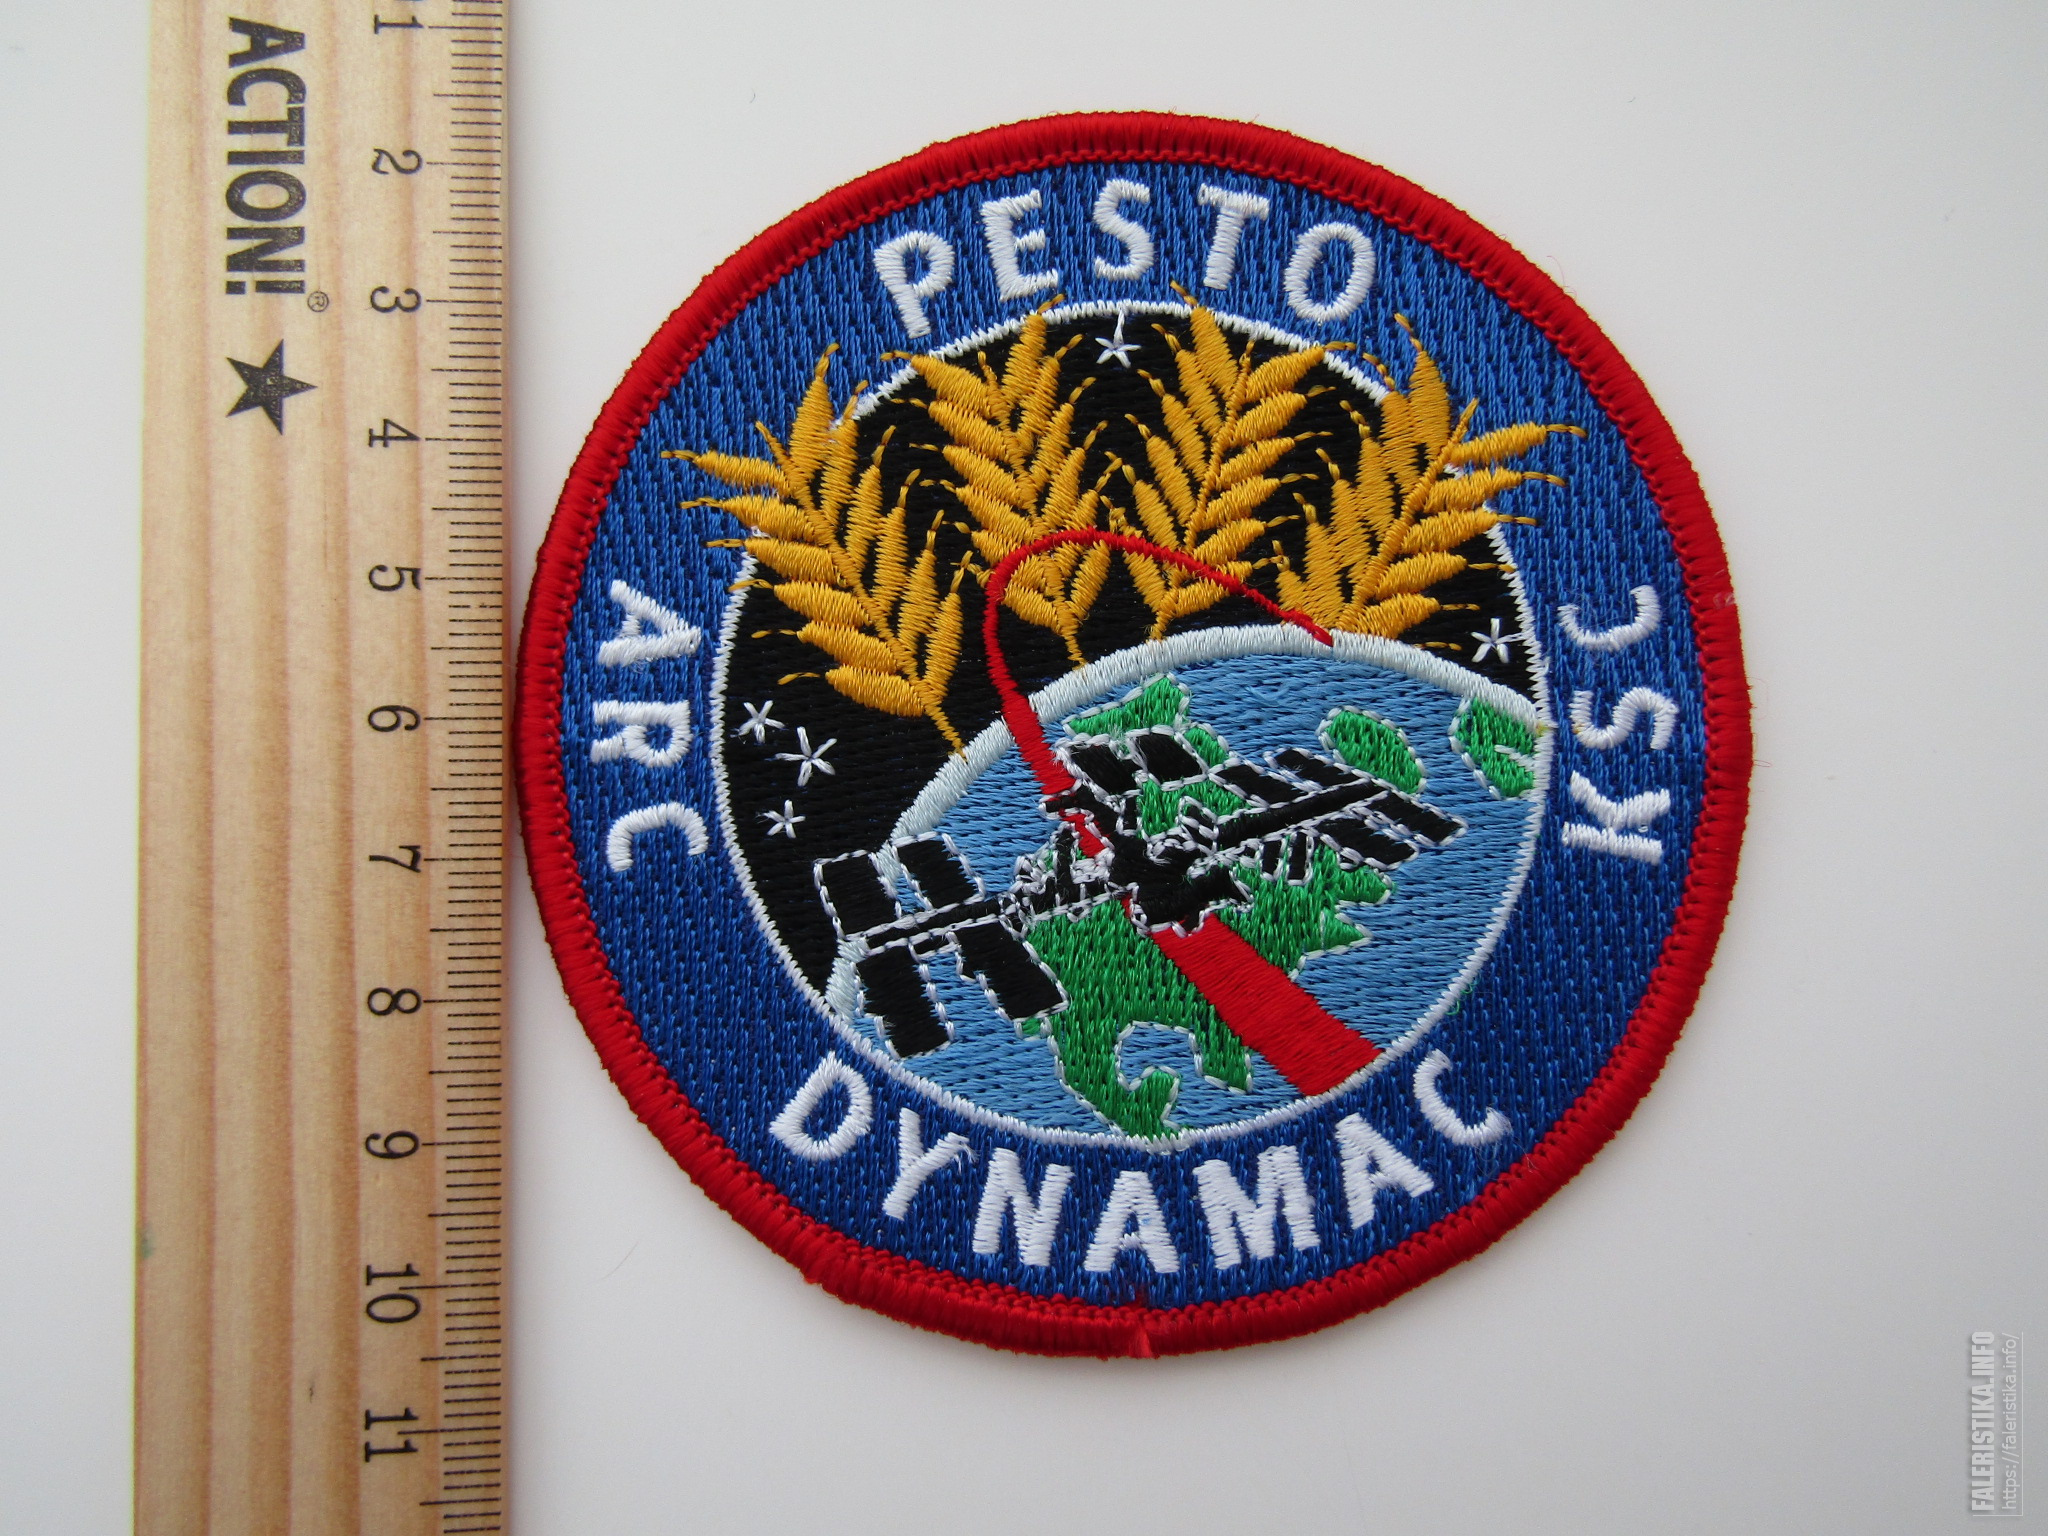 ACTION!®
1
2
3
4
5
6
7
8
9
10
11
PESTO
ARC
KSC
DYNAMAC
FALERISTIKA.INFO
https://faleristika.info/